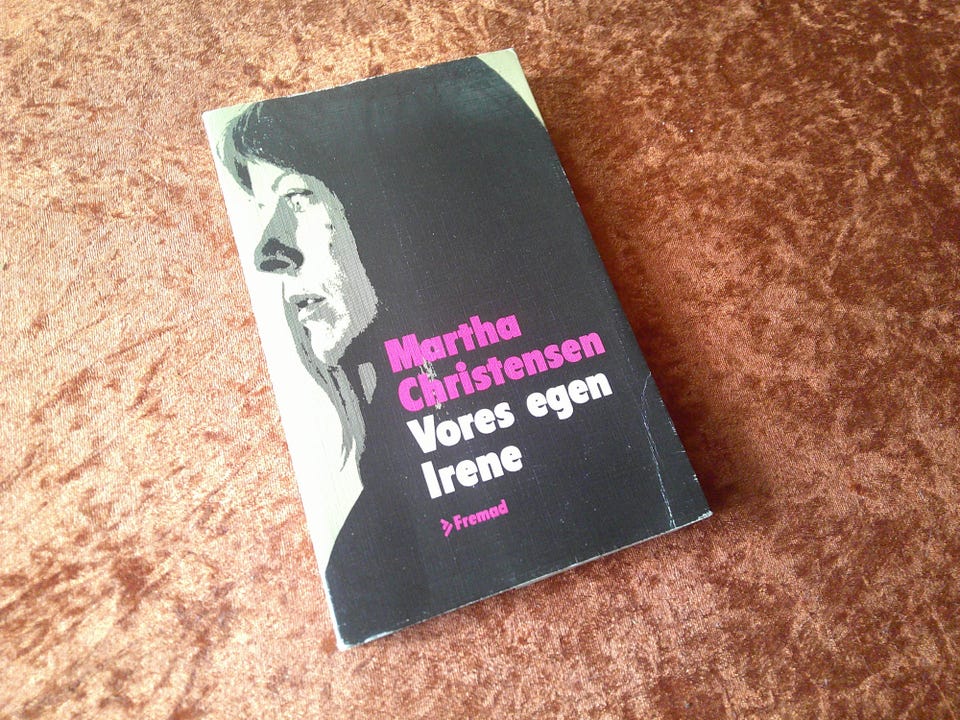 Martha
Christensen
Vores egen
Irene
Fremad